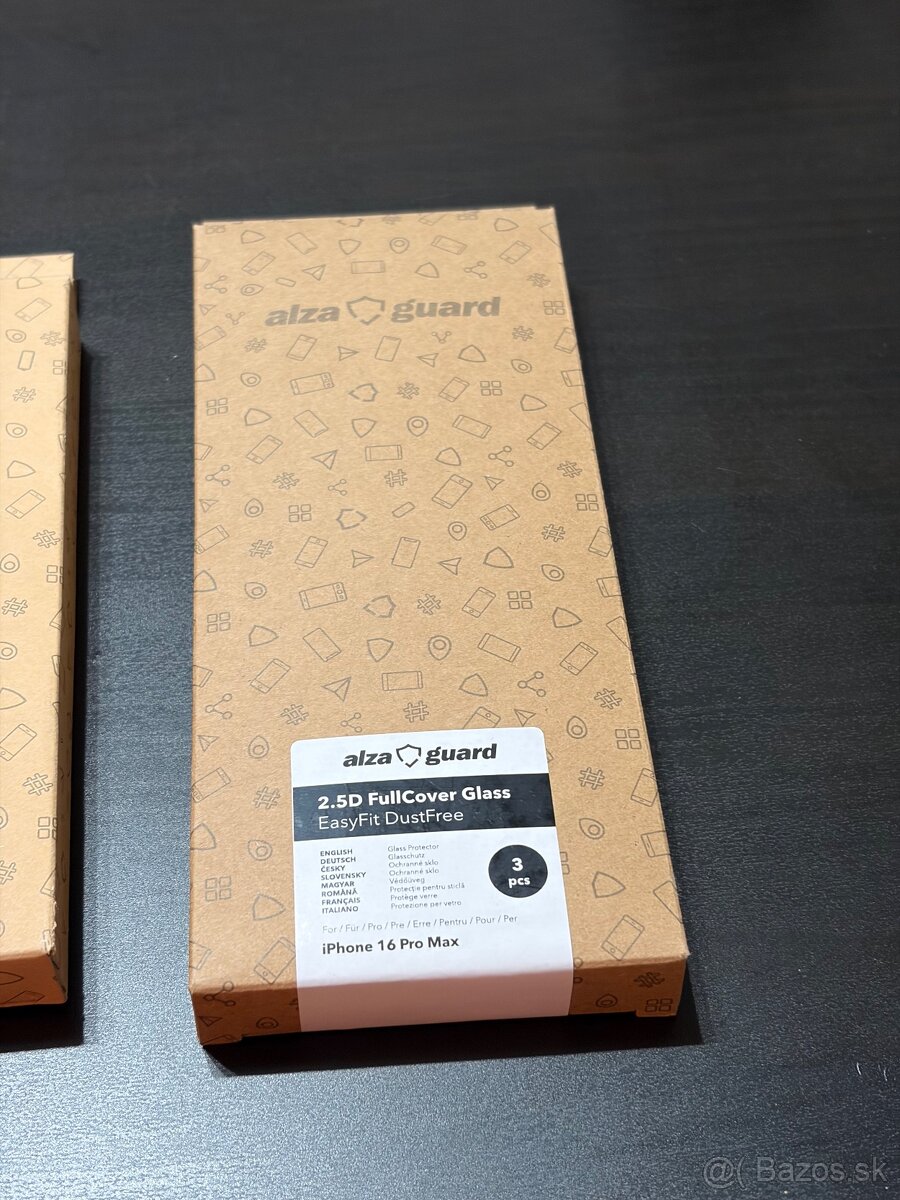 alza guard
alza guard
2.5D FullCover Glass
EasyFit DustFree
ENGLISH Glass Protector
DEUTSCH Glasschutz
ČESKY Ochranné sklo
SLOVENSKY Ochranné sklo
MAGYAR Védőüveg
ROMÂNĂ Protecție pentru sticlă
FRANÇAIS Protège verre
ITALIANO Protezione per vetro
3
pcs
For / Für / Pro / Pre / Erre / Pentru / Pour / Per
iPhone 16 Pro Max
@( Bazos.sk